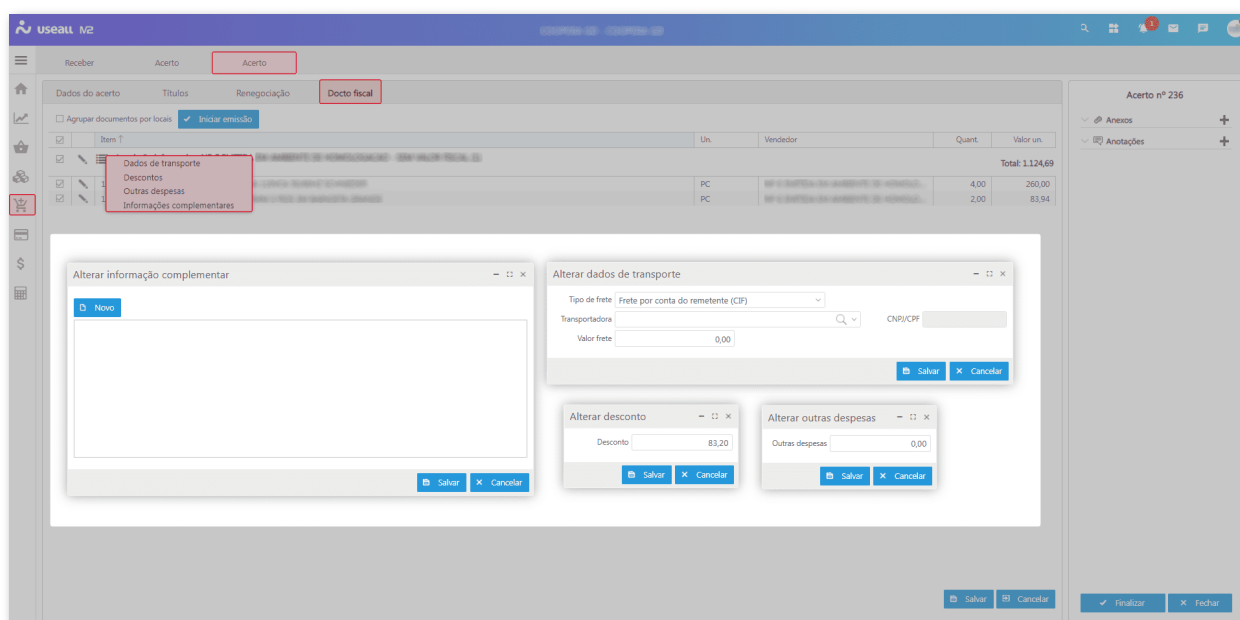 useall M2
1
Receber Acerto Acerto
Dados do acerto Títulos Renegociação Docto fiscal
Agrupar documentos por locais Iniciar emissão
Item ↑ Un. Vendedor Quant. Valor un.
Total: 1.124,69
Dados de transporte
Descontos
Outras despesas
Informações complementares
1 PC 4,00 260,00
1 PC 2,00 83,94
Acerto nº 236
Anexos
Anotações
Alterar informação complementar
Novo
Salvar Cancelar
Alterar dados de transporte
Tipo de frete Frete por conta do remetente (CIF)
Transportadora CNPJ/CPF
Valor frete 0,00
Salvar Cancelar
Alterar desconto
Desconto 83,20
Salvar Cancelar
Alterar outras despesas
Outras despesas 0,00
Salvar Cancelar
Salvar Cancelar
Finalizar Fechar